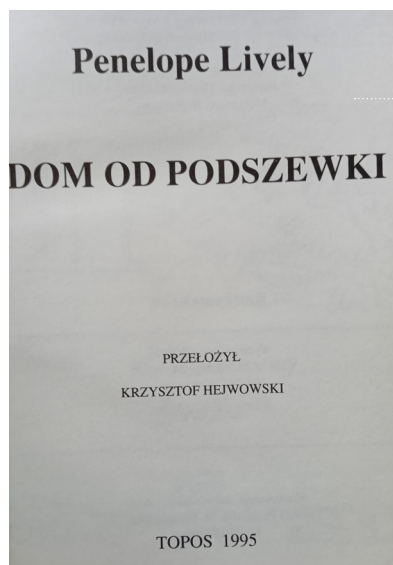 Penelope Lively
DOM OD PODSZEWKI
PRZEŁOŻYŁ
KRZYSZTOF HEJWOWSKI
TOPOS 1995